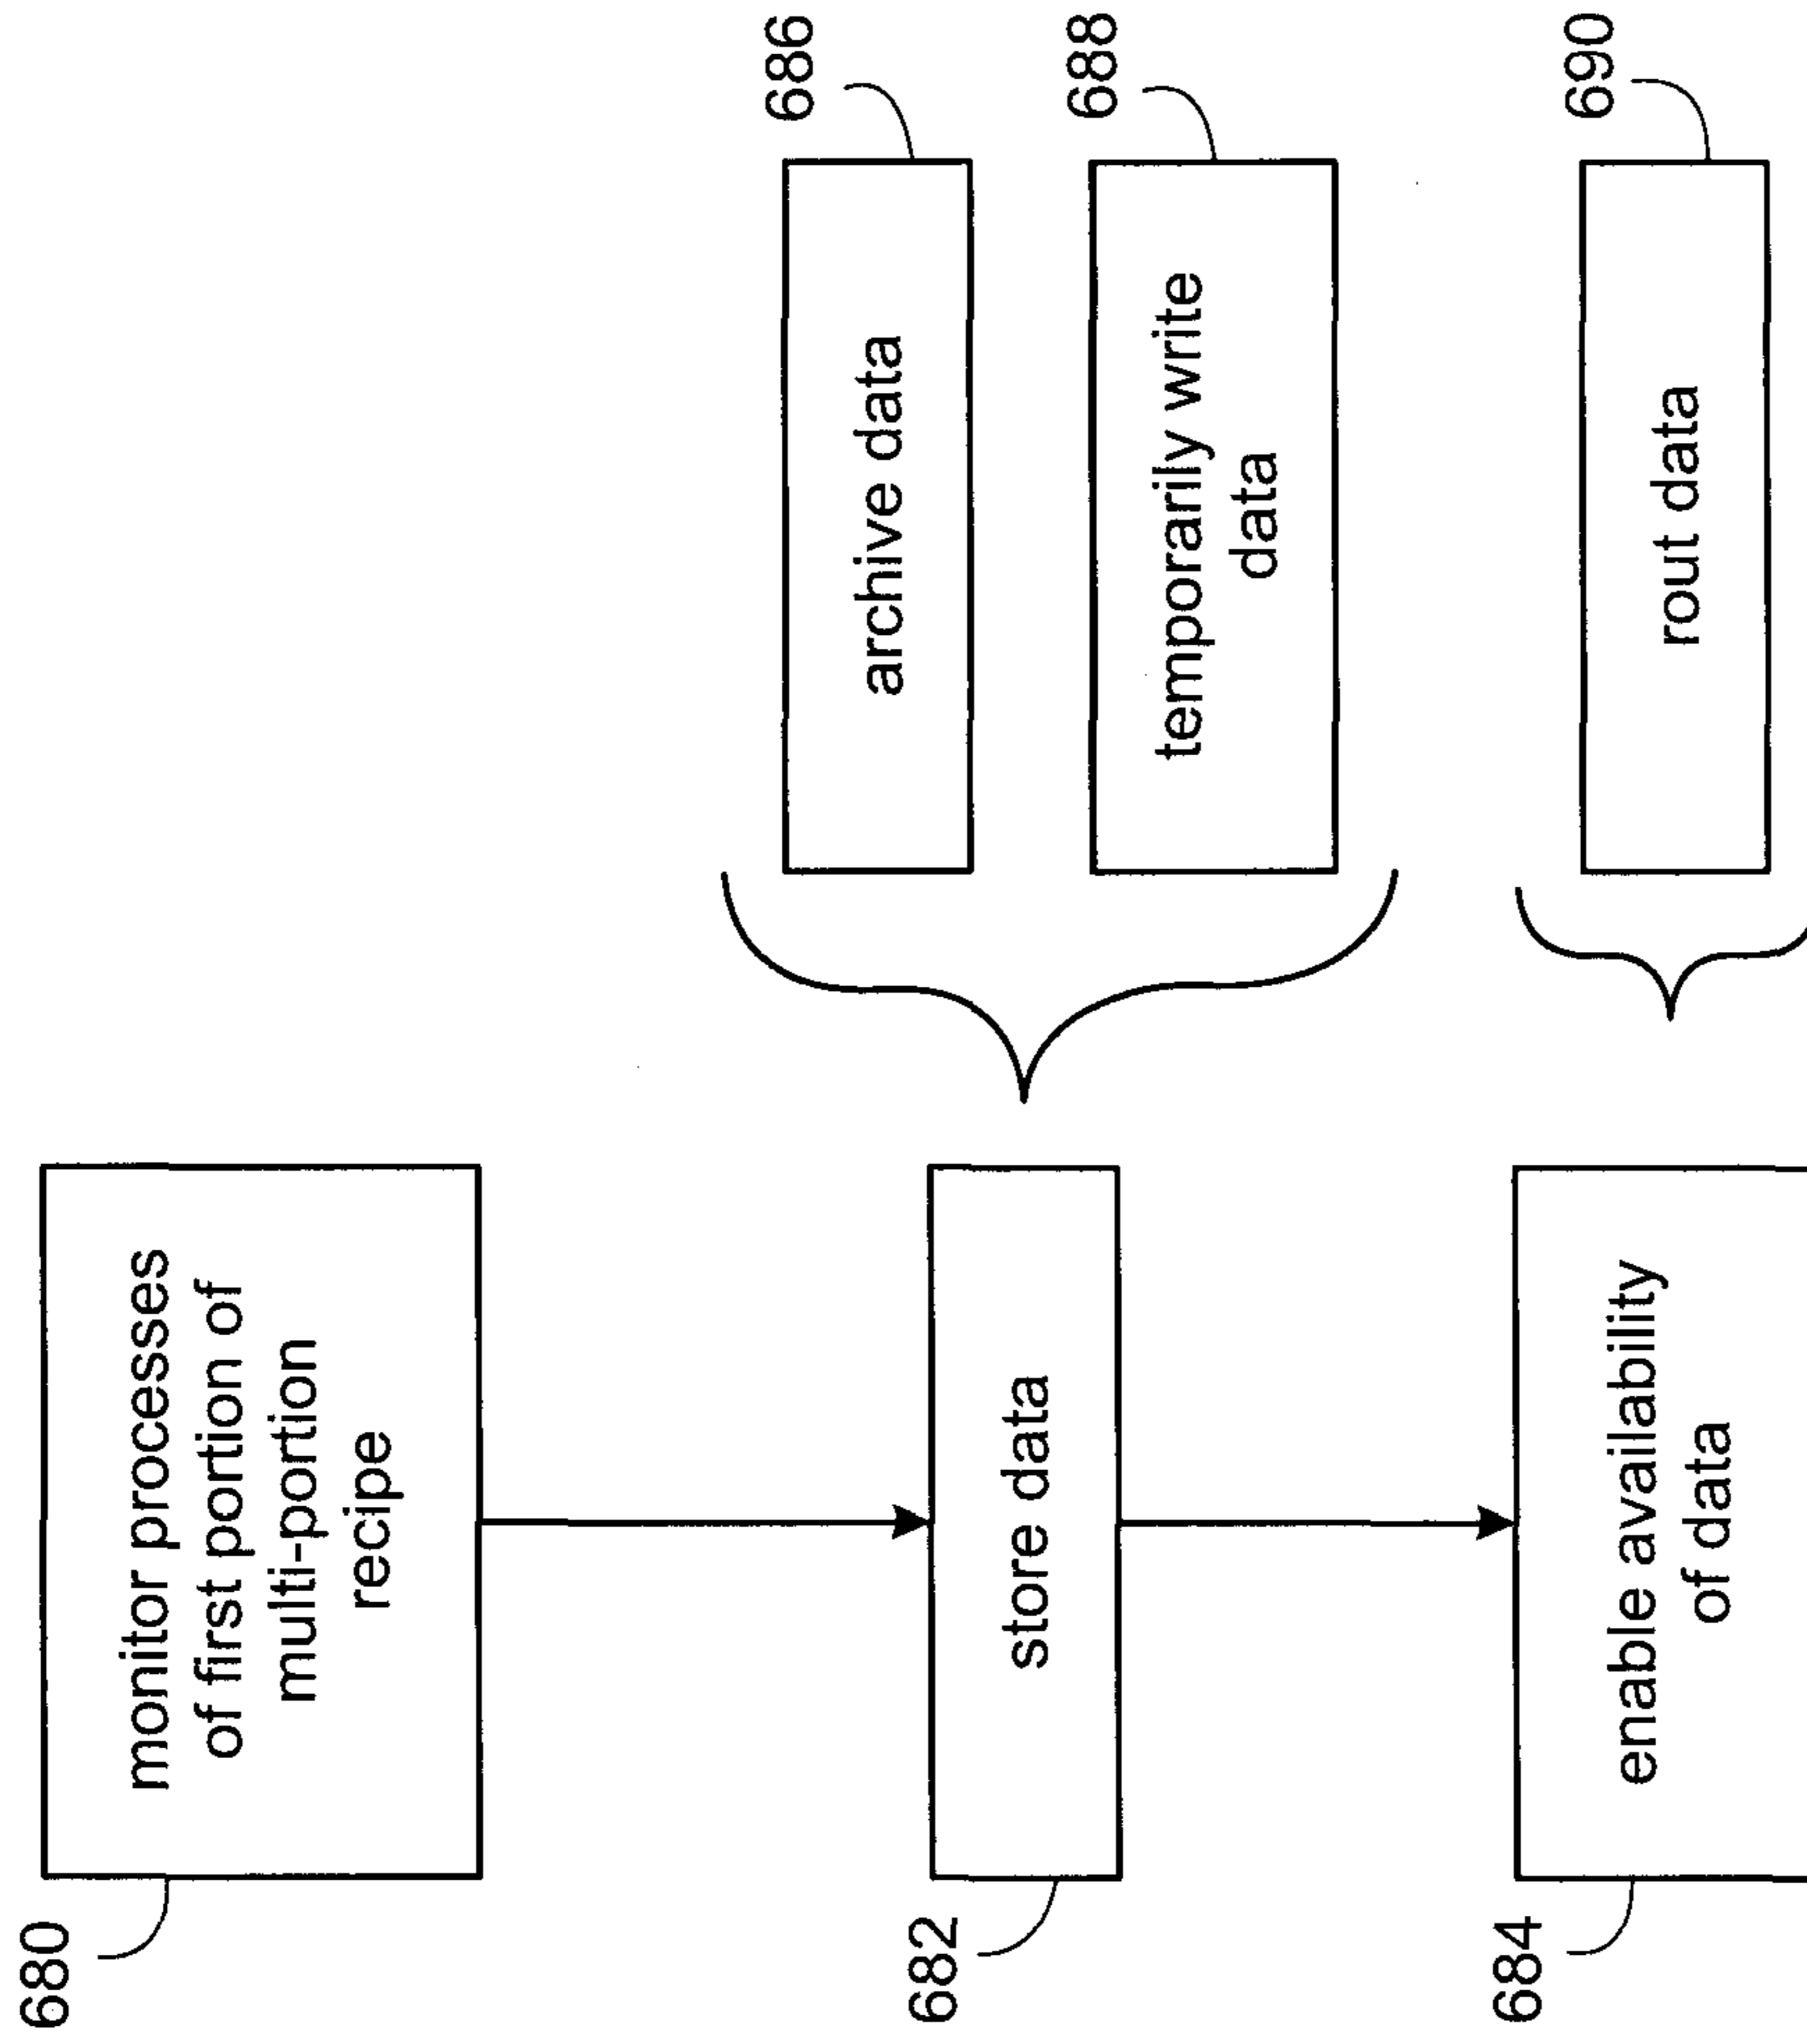 680
monitor processes
of first portion of
multi-portion
recipe
682
store data
686
archive data
688
temporarily write
data
684
enable availability
of data
690
rout data